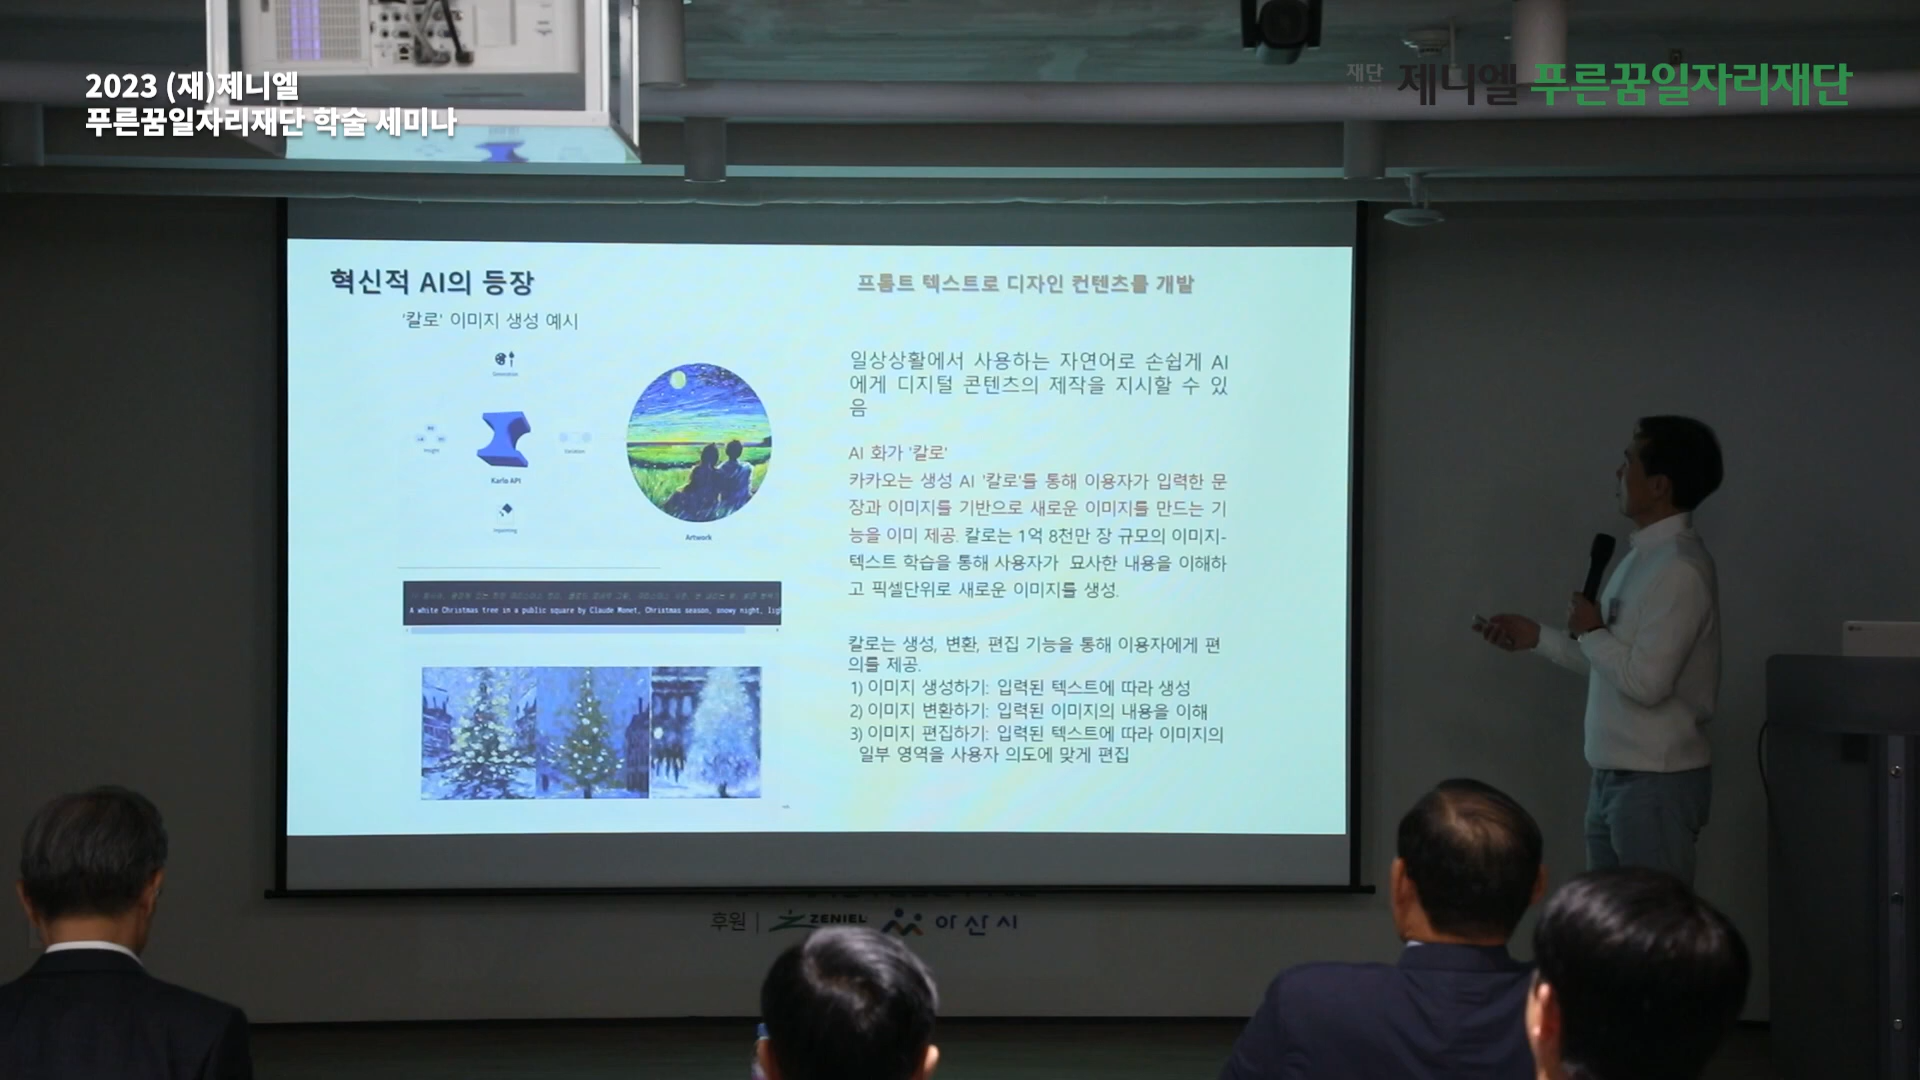 2023 (재)제니엘
푸른꿈일자리재단 학술 세미나
재단
제니엘 푸른꿈일자리재단
혁신적 AI의 등장
'칼로' 이미지 생성 예시
Karlo API
Artwork
A white Christmas tree in a public square by Claude Monet, Christmas season, snowy night, ligh
프롬트 텍스트로 디자인 컨텐츠를 개발
일상상활에서 사용하는 자연어로 손쉽게 AI
에게 디지털 콘텐츠의 제작을 지시할 수 있
음
AI 화가 '칼로'
카카오는 생성 AI '칼로'를 통해 이용자가 입력한 문
장과 이미지를 기반으로 새로운 이미지를 만드는 기
능을 이미 제공. 칼로는 1억 8천만 장 규모의 이미지-
텍스트 학습을 통해 사용자가 묘사한 내용을 이해하
고 픽셀단위로 새로운 이미지를 생성.
칼로는 생성, 변환, 편집 기능을 통해 이용자에게 편
의를 제공.
1) 이미지 생성하기: 입력된 텍스트에 따라 생성
2) 이미지 변환하기: 입력된 이미지의 내용을 이해
3) 이미지 편집하기: 입력된 텍스트에 따라 이미지의
일부 영역을 사용자 의도에 맞게 편집
후원 | ZENIEL 아산시